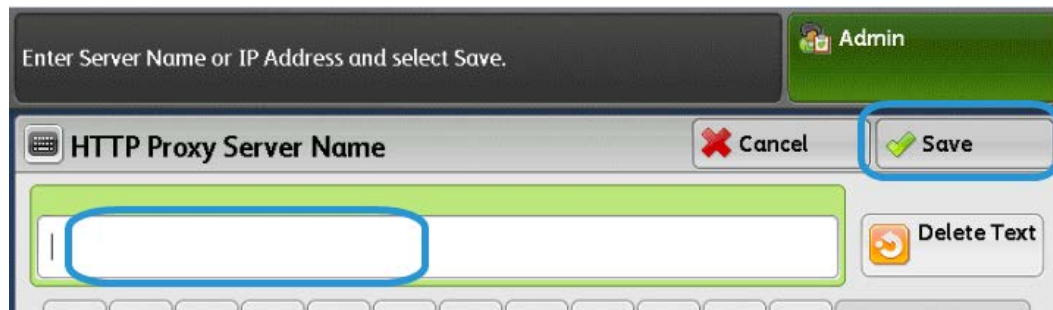 Enter Server Name or IP Address and select Save.
Admin
HTTP Proxy Server Name
Cancel
Save
Delete Text